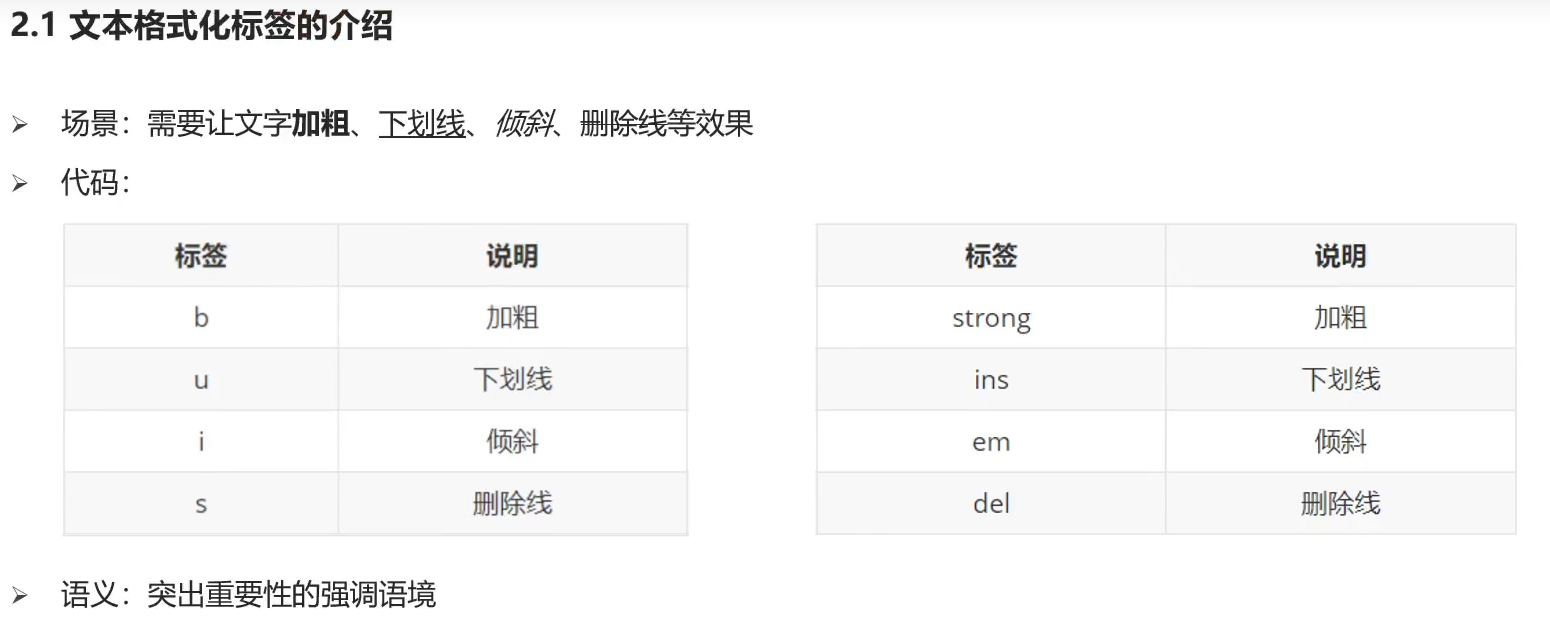 2.1 文本格式化标签的介绍
场景：需要让文字加粗、下划线、倾斜、删除线等效果
代码：
标签 说明 标签 说明
b 加粗 strong 加粗
u 下划线 ins 下划线
i 倾斜 em 倾斜
s 删除线 del 删除线
语义：突出重要性的强调语境